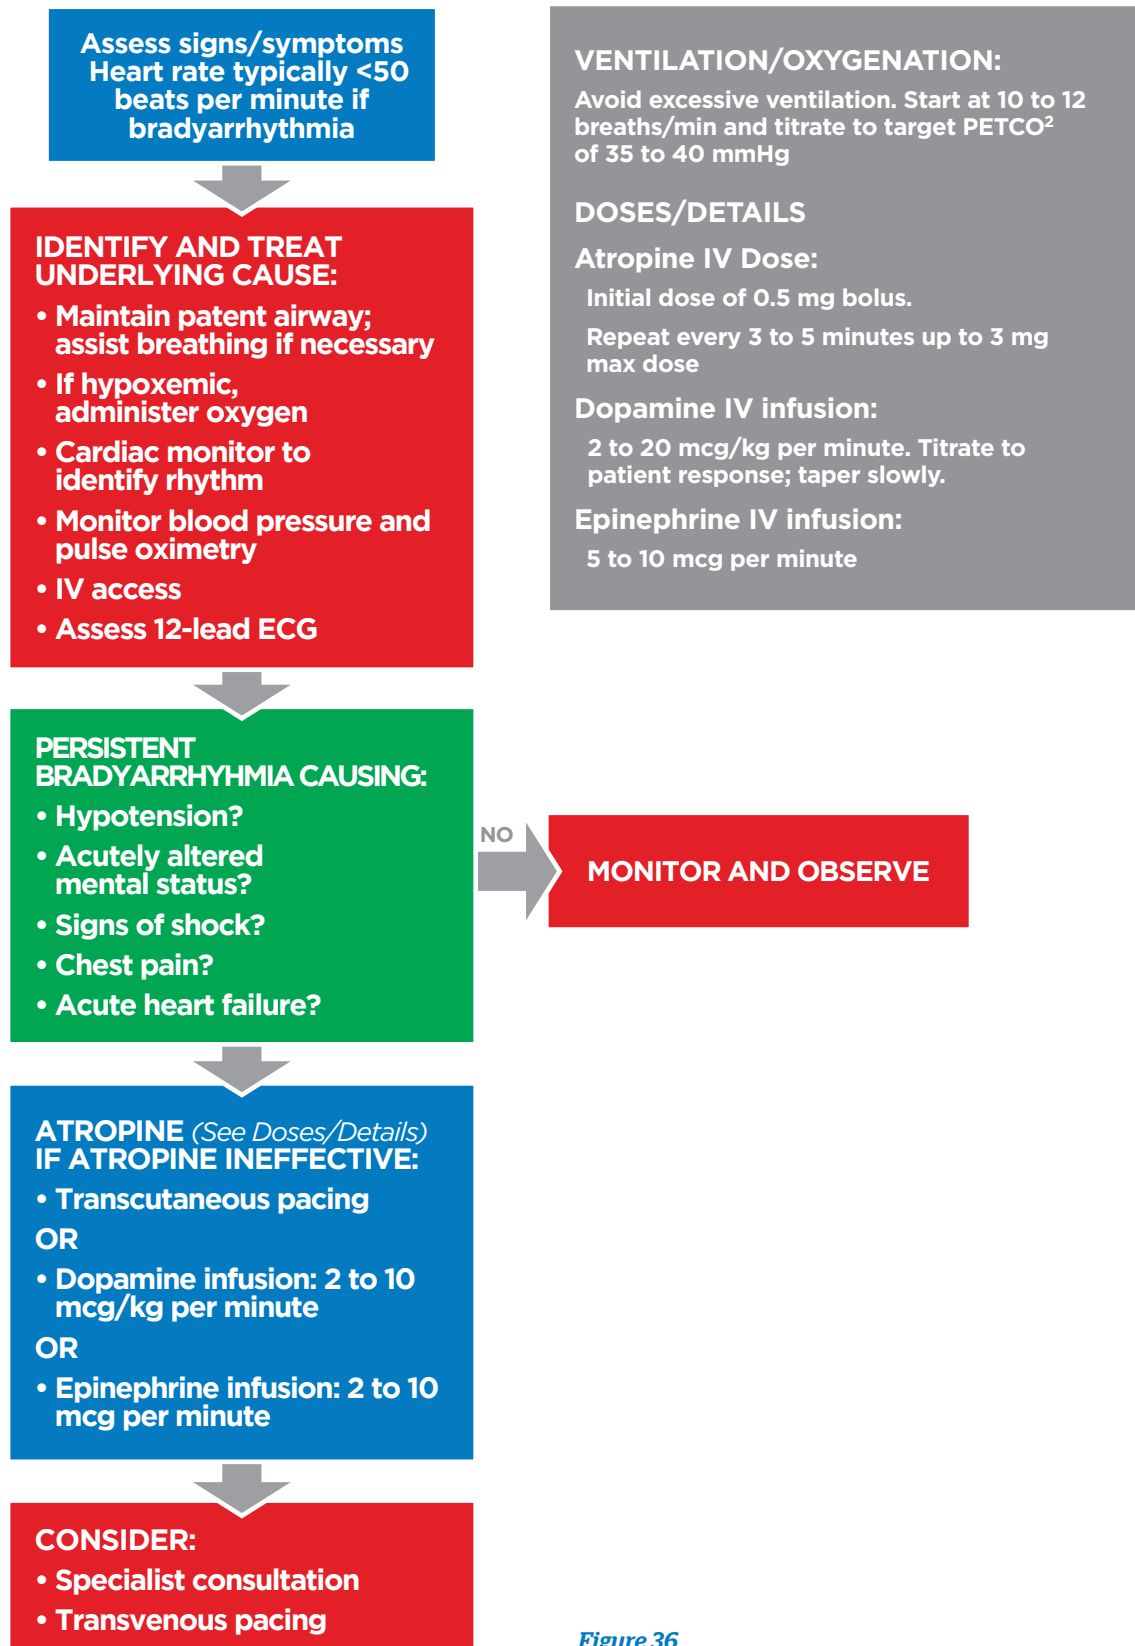 Assess signs/symptoms
Heart rate typically <50
beats per minute if
bradyarrhythmia
IDENTIFY AND TREAT
UNDERLYING CAUSE:
• Maintain patent airway;
assist breathing if necessary
• If hypoxemic,
administer oxygen
• Cardiac monitor to
identify rhythm
• Monitor blood pressure and
pulse oximetry
• IV access
• Assess 12-lead ECG
PERSISTENT
BRADYARRHYHMIA CAUSING:
• Hypotension?
• Acutely altered
mental status?
• Signs of shock?
• Chest pain?
• Acute heart failure?
NO
MONITOR AND OBSERVE
ATROPINE (See Doses/Details)
IF ATROPINE INEFFECTIVE:
• Transcutaneous pacing
OR
• Dopamine infusion: 2 to 10
mcg/kg per minute
OR
• Epinephrine infusion: 2 to 10
mcg per minute
CONSIDER:
• Specialist consultation
• Transvenous pacing
VENTILATION/OXYGENATION:
Avoid excessive ventilation. Start at 10 to 12
breaths/min and titrate to target PETCO²
of 35 to 40 mmHg
DOSES/DETAILS
Atropine IV Dose:
Initial dose of 0.5 mg bolus.
Repeat every 3 to 5 minutes up to 3 mg
max dose
Dopamine IV infusion:
2 to 20 mcg/kg per minute. Titrate to
patient response; taper slowly.
Epinephrine IV infusion:
5 to 10 mcg per minute
Figure 36